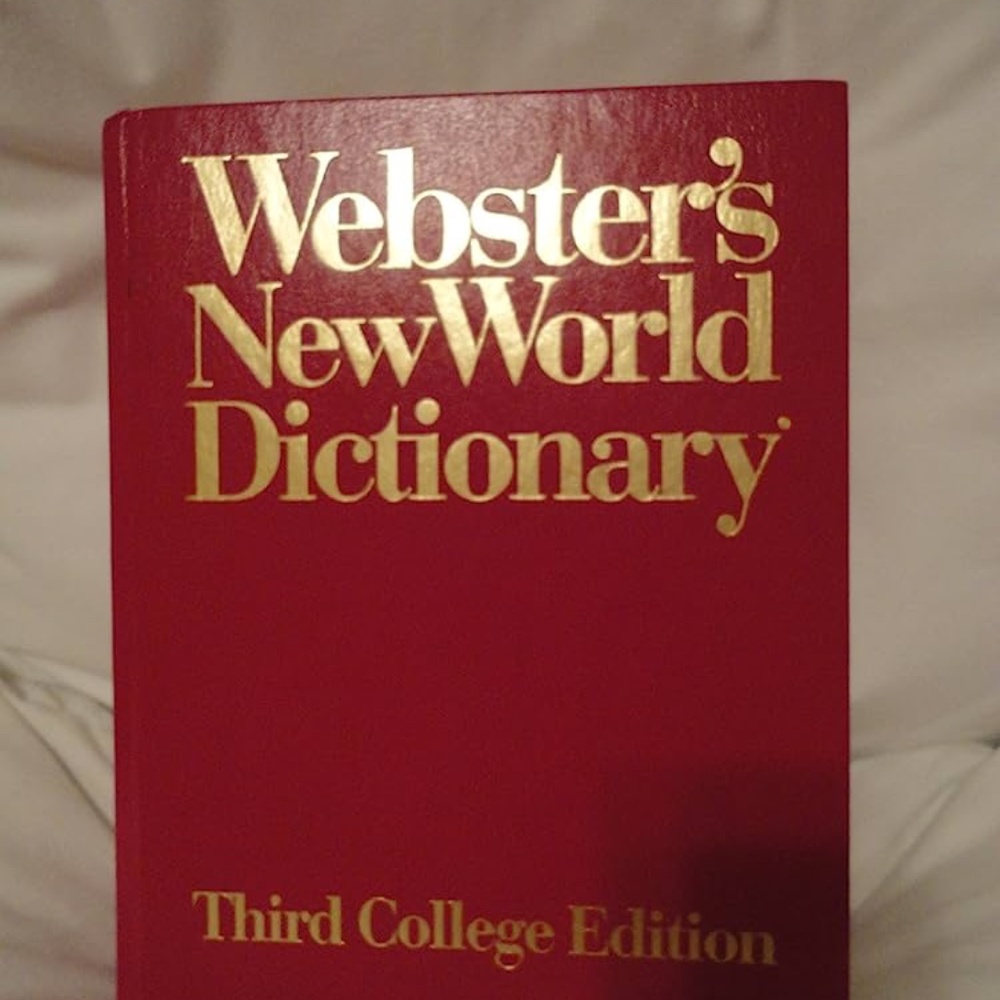 Webster's
New World
Dictionary
Third College Edition